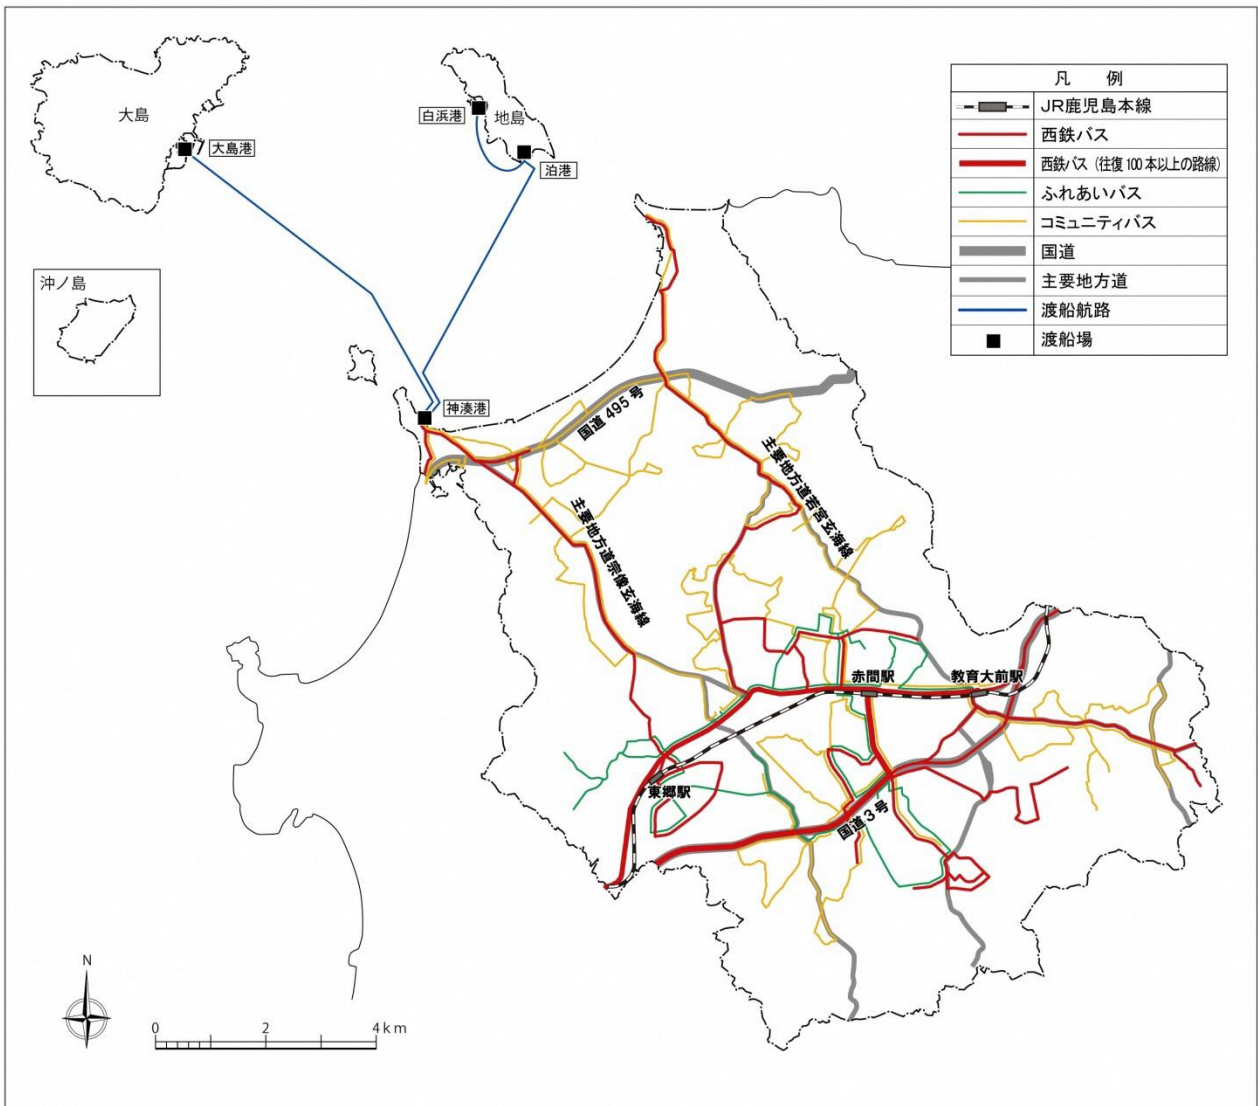 大島
大島港
白浜港
地島
泊港
沖ノ島
神湊港
国道495号
主要地方道若宮玄海線
主要地方道宗像玄海線
赤間駅
教育大前駅
東郷駅
国道3号
凡 例
JR鹿児島本線
西鉄バス
西鉄バス（往復100本以上の路線）
ふれあいバス
コミュニティバス
国道
主要地方道
渡船航路
渡船場
N
0 2 4km